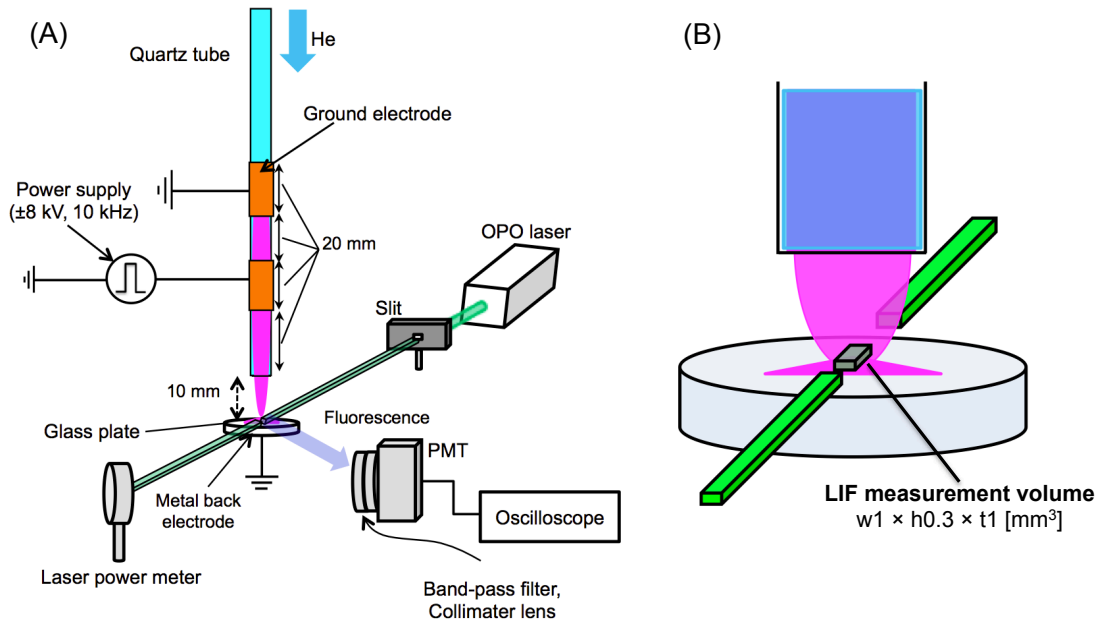 (A)
He
Quartz tube
Ground electrode
Power supply
(±8 kV, 10 kHz)
20 mm
OPO laser
Slit
10 mm
Fluorescence
Glass plate
PMT
Metal back
electrode
Oscilloscope
Laser power meter
Band-pass filter,
Collimater lens
(B)
LIF measurement volume
w1 × h0.3 × t1 [mm³]